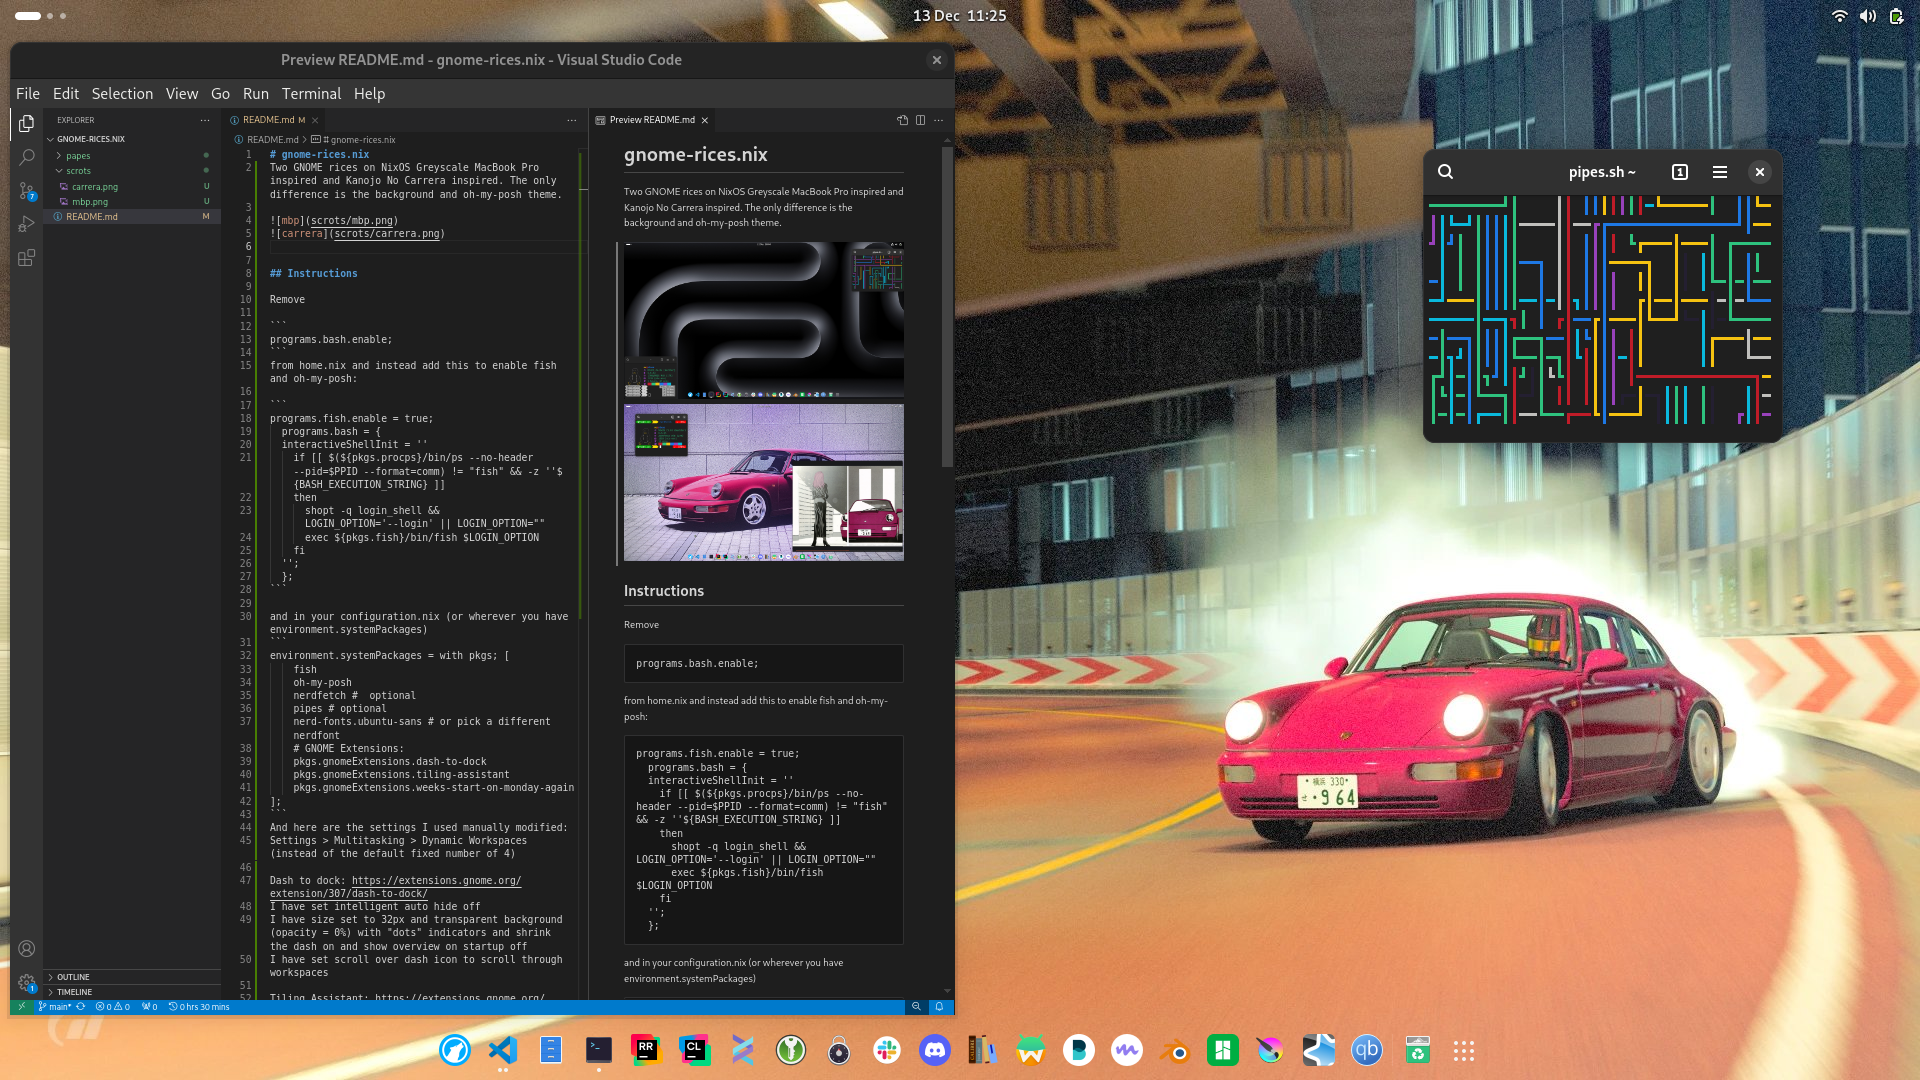 13 Dec 11:25
Preview README.md - gnome-rices.nix - Visual Studio Code
File Edit Selection View Go Run Terminal Help
EXPLORER
GNOME-RICES.NIX
papes
scrots
carrera.png U
mbp.png U
README.md M
OUTLINE
TIMELINE
README.md M
README.md > # gnome-rices.nix
1 # gnome-rices.nix
2 Two GNOME rices on NixOS Greyscale MacBook Pro
inspired and Kanojo No Carrera inspired. The only
difference is the background and oh-my-posh theme.
3
4 ![mbp](scrots/mbp.png)
5 ![carrera](scrots/carrera.png)
6
7
8 ## Instructions
9
10 Remove
11
12 ```
13 programs.bash.enable;
14 ```
15 from home.nix and instead add this to enable fish
and oh-my-posh:
16
17 ```
18 programs.fish.enable = true;
19 programs.bash = {
20 interactiveShellInit = ''
21 if [[ $(${pkgs.procps}/bin/ps --no-header
--pid=$PPID --format=comm) != "fish" && -z ''$
{BASH_EXECUTION_STRING} ]]
22 then
23 shopt -q login_shell &&
LOGIN_OPTION='--login' || LOGIN_OPTION=""
24 exec ${pkgs.fish}/bin/fish $LOGIN_OPTION
25 fi
26 '';
27 };
28 ```
29
30 and in your configuration.nix (or wherever you have
environment.systemPackages)
31 ```
32 environment.systemPackages = with pkgs; [
33 fish
34 oh-my-posh
35 nerdfetch # optional
36 pipes # optional
37 nerd-fonts.ubuntu-sans # or pick a different
nerdfont
38 # GNOME Extensions:
39 pkgs.gnomeExtensions.dash-to-dock
40 pkgs.gnomeExtensions.tiling-assistant
41 pkgs.gnomeExtensions.weeks-start-on-monday-again
42 ];
43 ```
44 And here are the settings I used manually modified:
45 Settings > Multitasking > Dynamic Workspaces
(instead of the default fixed number of 4)
46
47 Dash to dock: https://extensions.gnome.org/
extension/307/dash-to-dock/
48 I have set intelligent auto hide off
49 I have size set to 32px and transparent background
(opacity = 0%) with "dots" indicators and shrink
the dash on and show overview on startup off
50 I have set scroll over dash icon to scroll through
workspaces
51
52 Tiling Assistant: https://extensions.gnome.org/
Preview README.md
gnome-rices.nix
Two GNOME rices on NixOS Greyscale MacBook Pro inspired and
Kanojo No Carrera inspired. The only difference is the
background and oh-my-posh theme.
Instructions
Remove
programs.bash.enable;
from home.nix and instead add this to enable fish and oh-my-
posh:
programs.fish.enable = true;
programs.bash = {
interactiveShellInit = ''
if [[ $(${pkgs.procps}/bin/ps --no-
header --pid=$PPID --format=comm) != "fish"
&& -z ''${BASH_EXECUTION_STRING} ]]
then
shopt -q login_shell &&
LOGIN_OPTION='--login' || LOGIN_OPTION=""
exec ${pkgs.fish}/bin/fish
$LOGIN_OPTION
fi
'';
};
and in your configuration.nix (or wherever you have
environment.systemPackages)
main* 0 0 0 0 hrs 30 mins
7
1
pipes.sh ~
1
横浜 330
せ ·9 64
RR
CL
qb